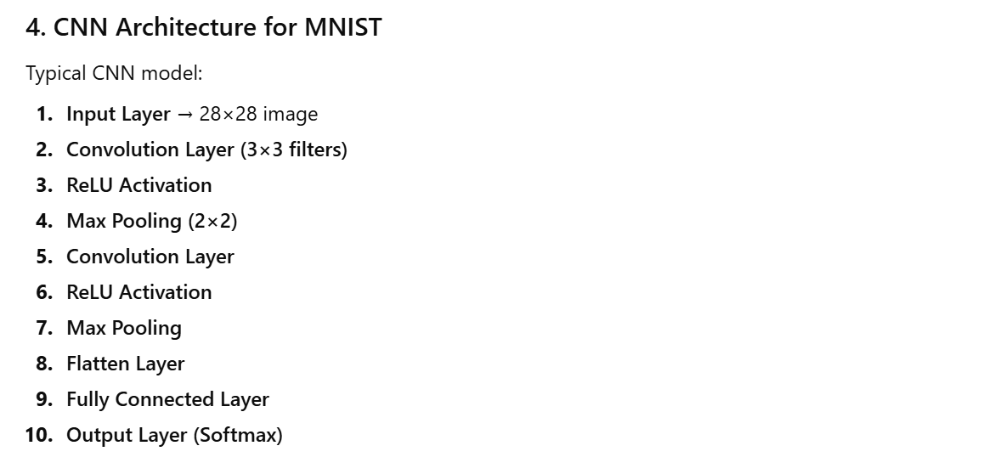 4. CNN Architecture for MNIST
Typical CNN model:
1. Input Layer → 28×28 image
2. Convolution Layer (3×3 filters)
3. ReLU Activation
4. Max Pooling (2×2)
5. Convolution Layer
6. ReLU Activation
7. Max Pooling
8. Flatten Layer
9. Fully Connected Layer
10. Output Layer (Softmax)